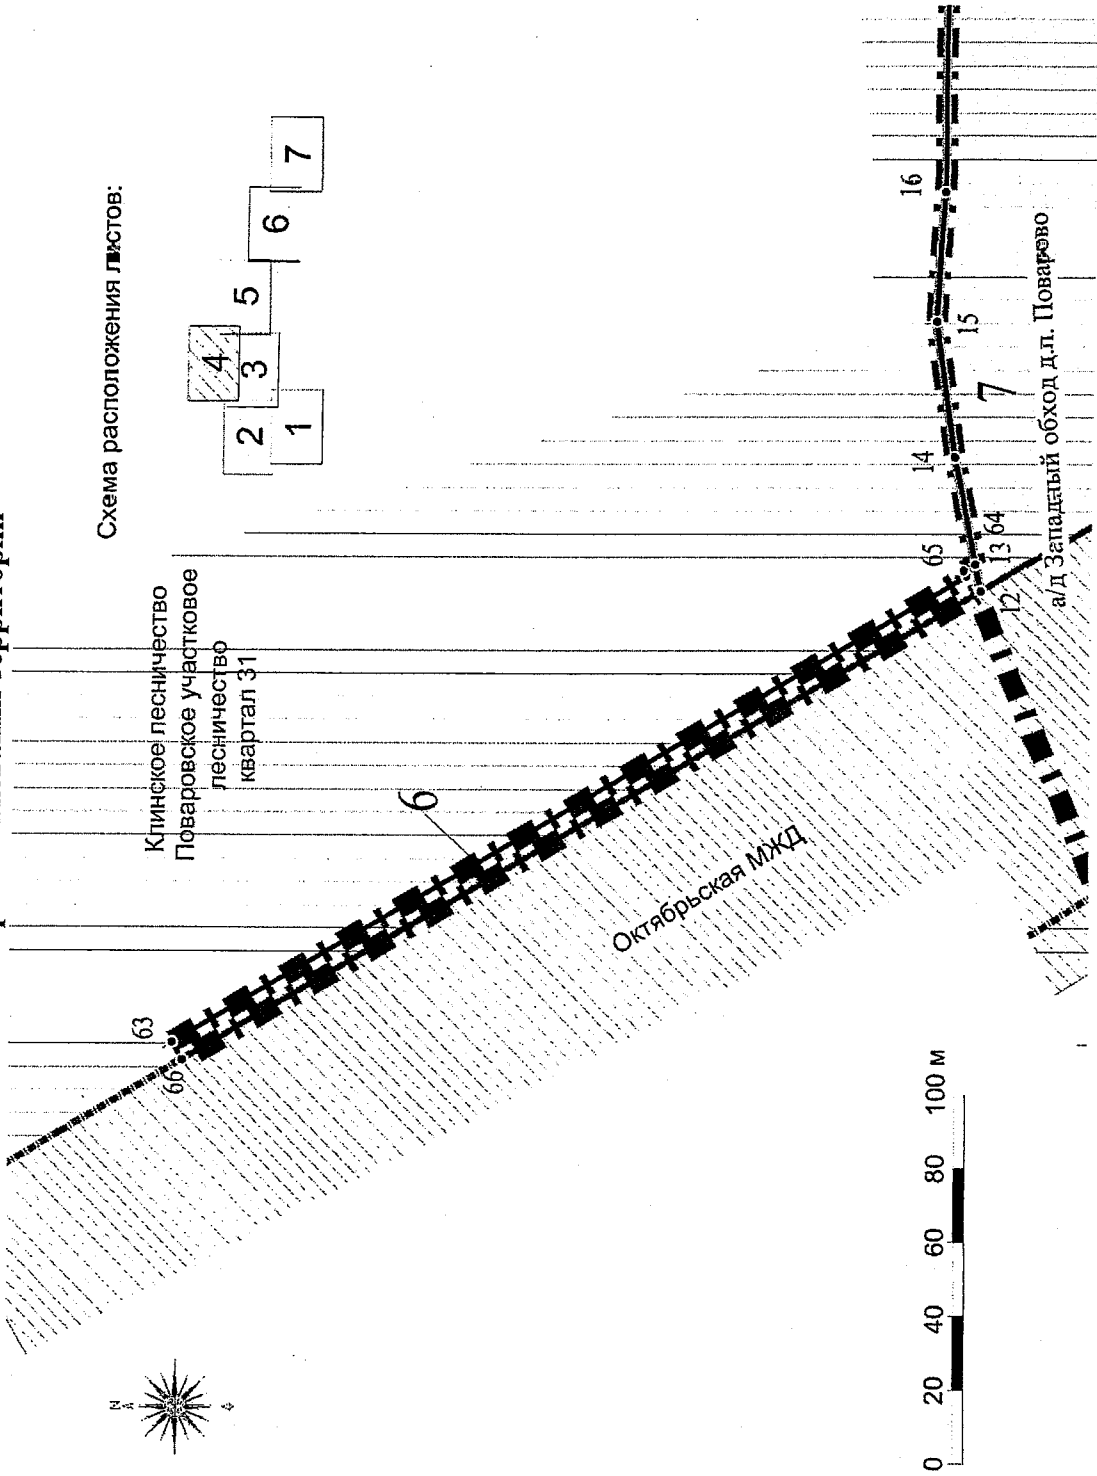 территории
Схема расположения листов:
4
2
3
5
6
7
1
Клинское лесничество
Поваровское участковое
лесничество
квартал 31
N
63
66
6
Октябрьская МЖД
65
64
12
13
14
15
16
7
а/д Западный обход д.п. Поварово
0 20 40 60 80 100 м